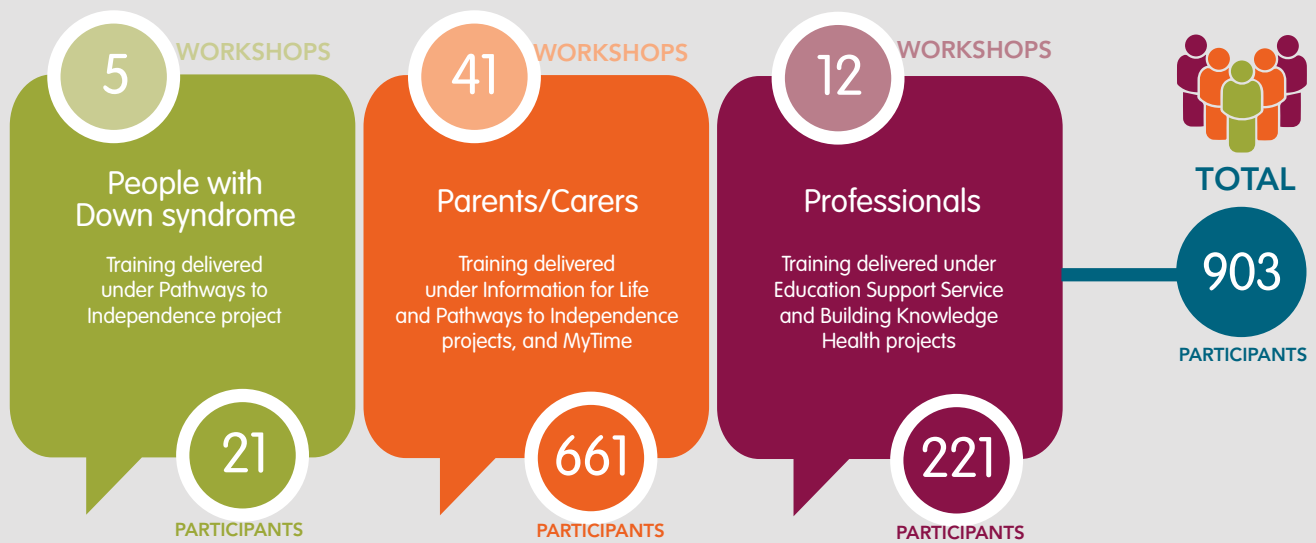 5
WORKSHOPS
People with
Down syndrome
Training delivered
under Pathways to
Independence project
21
PARTICIPANTS
41
WORKSHOPS
Parents/Carers
Training delivered
under Information for Life
and Pathways to Independence
projects, and MyTime
661
PARTICIPANTS
12
WORKSHOPS
Professionals
Training delivered under
Education Support Service
and Building Knowledge
Health projects
221
PARTICIPANTS
TOTAL
903
PARTICIPANTS